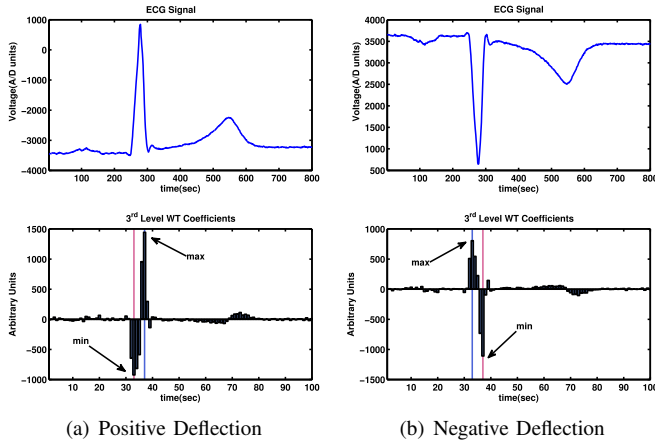 ECG Signal
Voltage(A/D units)
1000
0
−1000
−2000
−3000
−4000
100 200 300 400 500 600 700 800
time(sec)
3rd Level WT Coefficients
Arbitrary Units
1500
1000
500
0
−500
−1000
max
min
0 10 20 30 40 50 60 70 80 90 100
time(sec)
(a) Positive Deflection
ECG Signal
Voltage(A/D units)
4000
3500
3000
2500
2000
1500
1000
500
100 200 300 400 500 600 700 800
time(sec)
3rd Level WT Coefficients
Arbitrary Units
1000
500
0
−500
−1000
−1500
max
min
0 10 20 30 40 50 60 70 80 90 100
time(sec)
(b) Negative Deflection